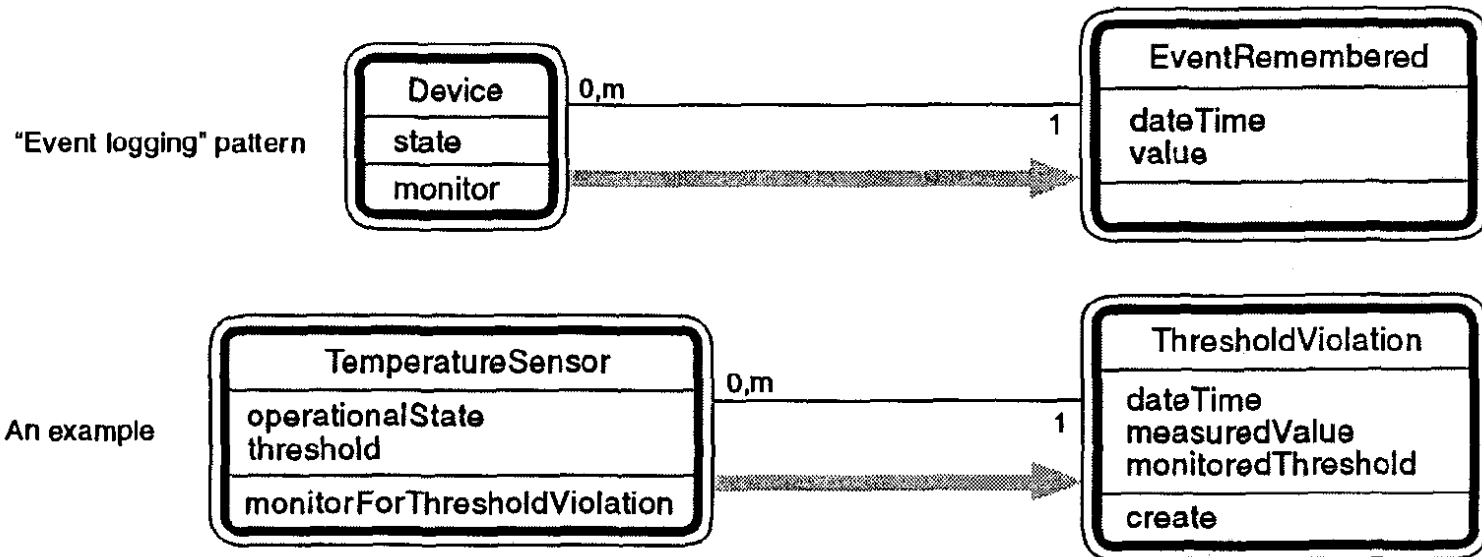 "Event logging" pattern
Device
state
monitor
0,m
1
EventRemembered
dateTime
value
An example
TemperatureSensor
operationalState
threshold
monitorForThresholdViolation
0,m
1
ThresholdViolation
dateTime
measuredValue
monitoredThreshold
create